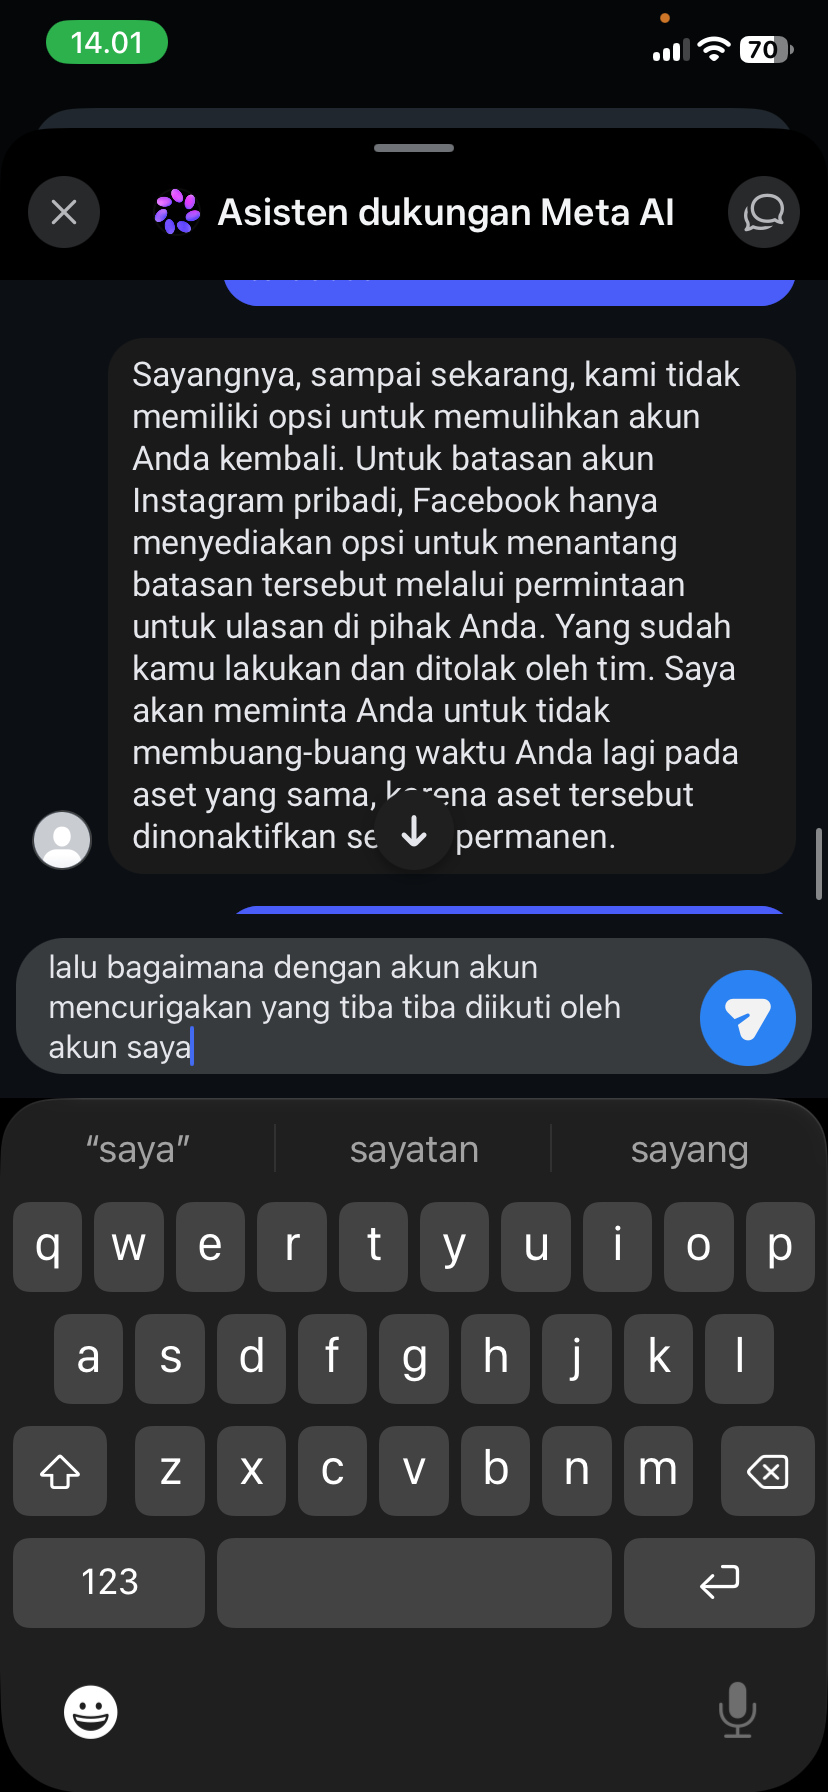 14.01
70
Asisten dukungan Meta AI
Sayangnya, sampai sekarang, kami tidak
memiliki opsi untuk memulihkan akun
Anda kembali. Untuk batasan akun
Instagram pribadi, Facebook hanya
menyediakan opsi untuk menantang
batasan tersebut melalui permintaan
untuk ulasan di pihak Anda. Yang sudah
kamu lakukan dan ditolak oleh tim. Saya
akan meminta Anda untuk tidak
membuang-buang waktu Anda lagi pada
aset yang sama, karena aset tersebut
dinonaktifkan permanen.
lalu bagaimana dengan akun akun
mencurigakan yang tiba tiba diikuti oleh
akun saya
“saya” sayatan sayang
q w e r t y u i o p
a s d f g h j k l
z x c v b n m
123